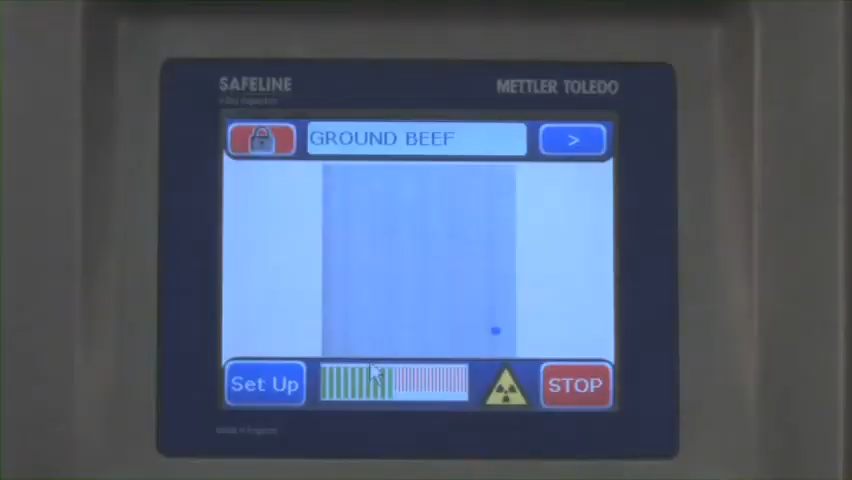 SAFELINE
METTLER TOLEDO
GROUND BEEF
>
Set Up
STOP